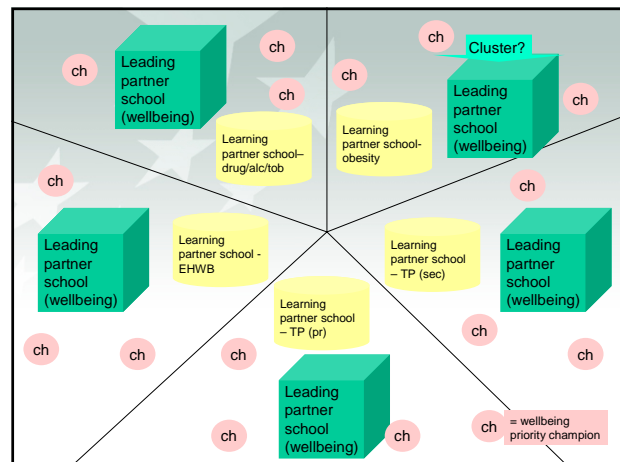 ch
Leading
partner
school
(wellbeing)
ch
ch
Learning
partner school–
drug/alc/tob
ch
Cluster?
ch
Leading
partner
school
(wellbeing)
ch
Learning
partner school-
obesity
ch
Leading
partner
school
(wellbeing)
Learning
partner school -
EHWB
Learning
partner school
– TP (sec)
ch
Leading
partner
school
(wellbeing)
ch
ch
ch
ch
Learning
partner school
– TP (pr)
ch
ch
Leading
partner
school
(wellbeing)
ch
ch
ch
= wellbeing
priority champion